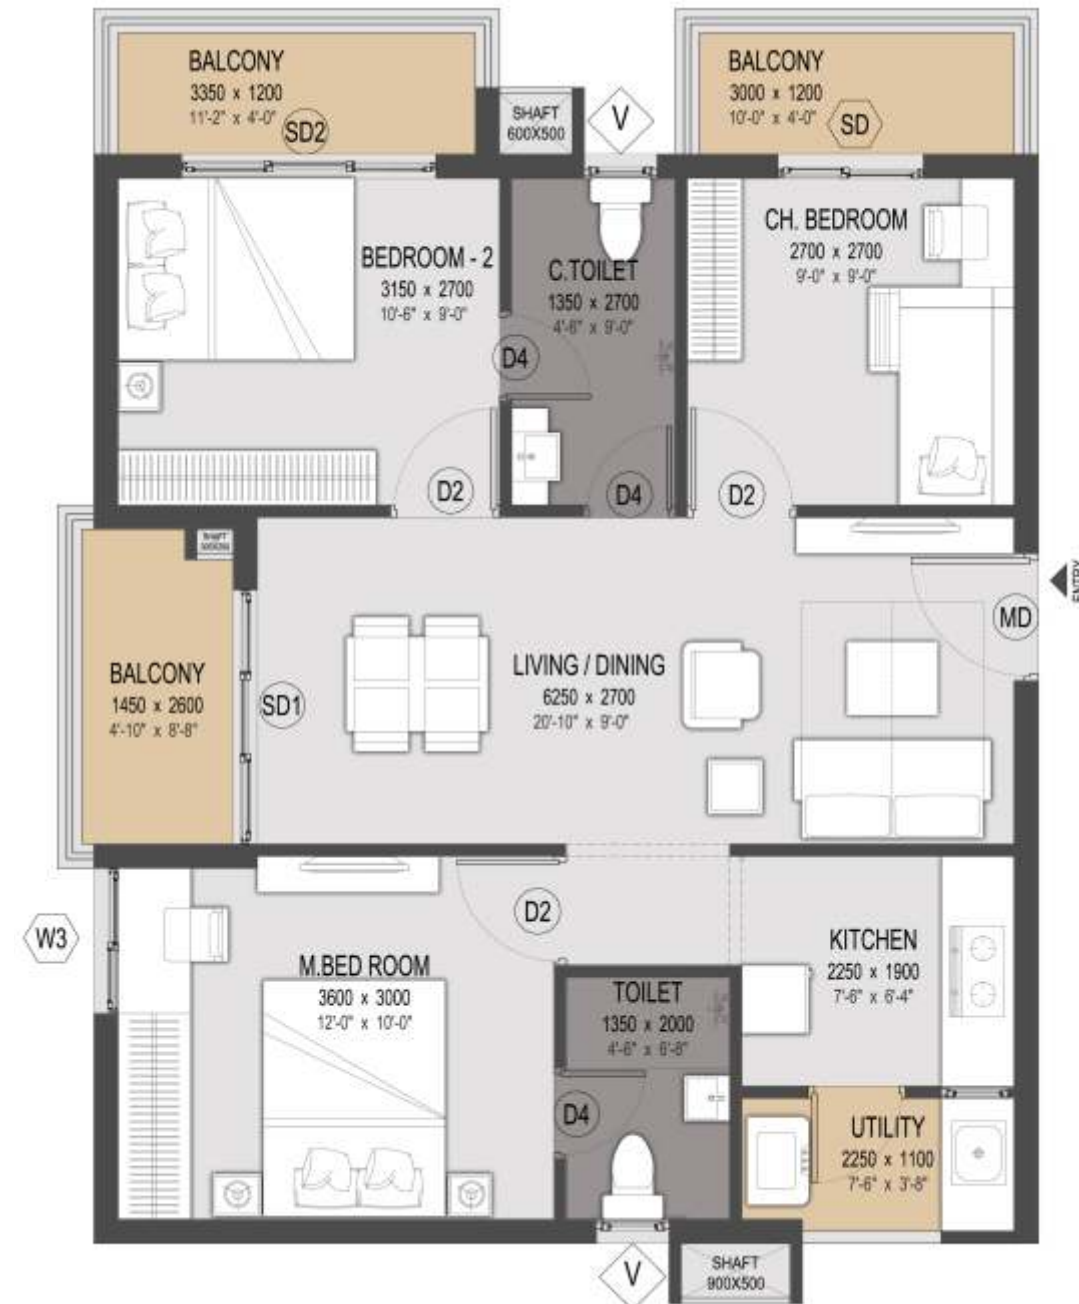 BALCONY
3350 x 1200
11'-2" x 4'-0"
SD2
SHAFT
600X500
V
BALCONY
3000 x 1200
10'-0" x 4'-0"
SD
BEDROOM - 2
3150 x 2700
10'-6" x 9'-0"
C.TOILET
1350 x 2700
4'-6" x 9'-0"
CH. BEDROOM
2700 x 2700
9'-0" x 9'-0"
D4
D2
D4
D2
SHAFT
ENTRY
MD
BALCONY
1450 x 2600
4'-10" x 8'-8"
SD1
LIVING / DINING
6250 x 2700
20'-10" x 9'-0"
W3
D2
M.BED ROOM
3600 x 3000
12'-0" x 10'-0"
KITCHEN
2250 x 1900
7'-6" x 6'-4"
TOILET
1350 x 2000
4'-6" x 6'-8"
D4
UTILITY
2250 x 1100
7'-6" x 3'-8"
V
SHAFT
900X500